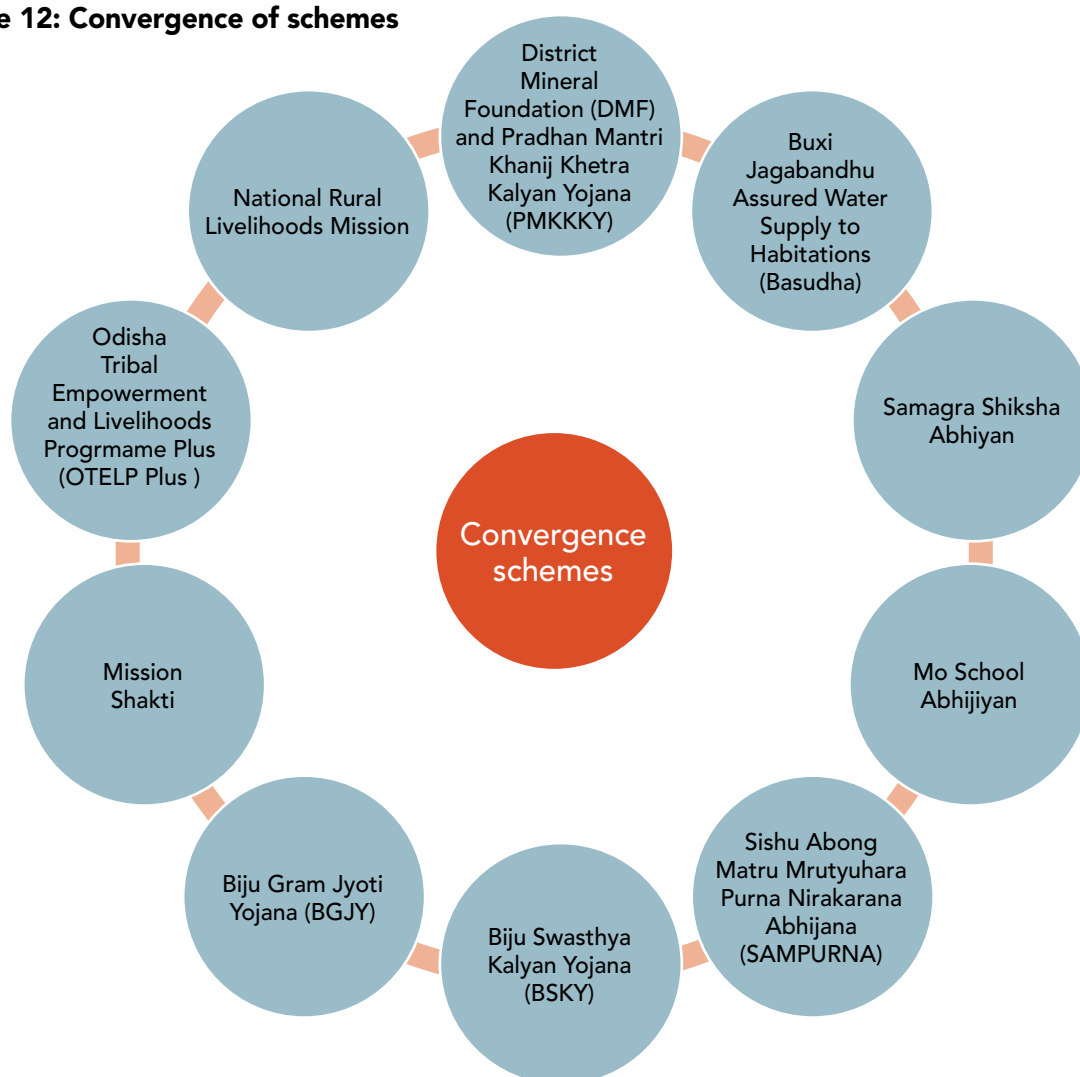 e 12: Convergence of schemes
District
Mineral
Foundation (DMF)
and Pradhan Mantri
Khanij Khetra
Kalyan Yojana
(PMKKKY)
Buxi
Jagabandhu
Assured Water
Supply to
Habitations
(Basudha)
Samagra Shiksha
Abhiyan
Mo School
Abhijiyan
Sishu Abong
Matru Mrutyuhara
Purna Nirakarana
Abhijana
(SAMPURNA)
Biju Swasthya
Kalyan Yojana
(BSKY)
Biju Gram Jyoti
Yojana (BGJY)
Mission
Shakti
Odisha
Tribal
Empowerment
and Livelihoods
Progrmame Plus
(OTELP Plus )
National Rural
Livelihoods Mission
Convergence
schemes